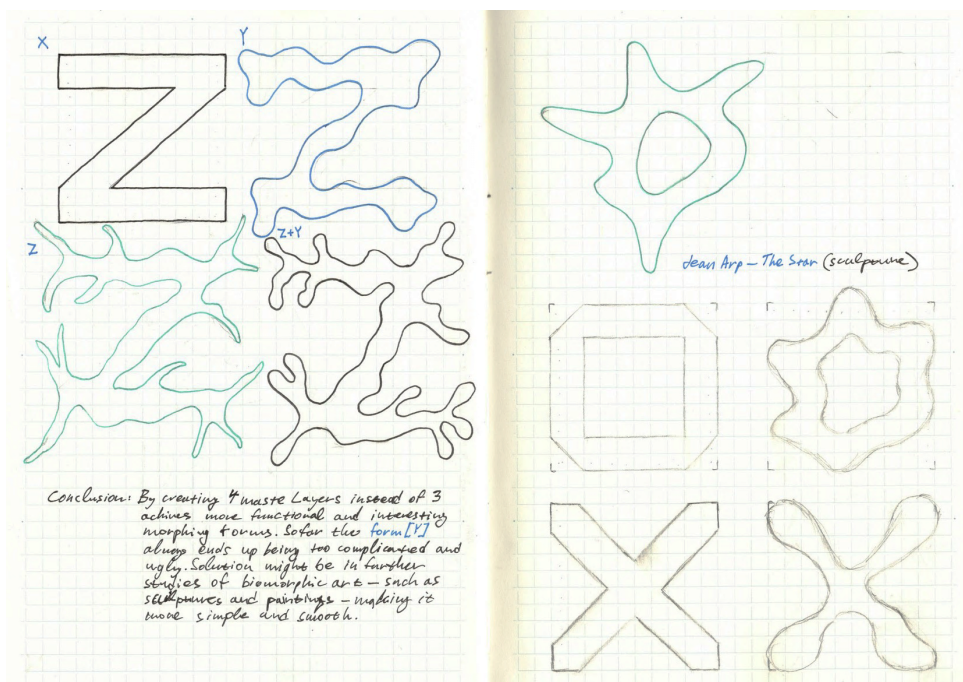 X
Y
Z
Z+Y
Conclusion: By creating 4 maste Layers instead of 3
achives more functional and interesting
morphing forms. Sofar the form[Y]
always ends up being too complicated and
ugly. Solution might be in farther
studies of biomorphic art – such as
sculptures and paintings – making it
more simple and smooth.
Jean Arp – The Star (sculpture)